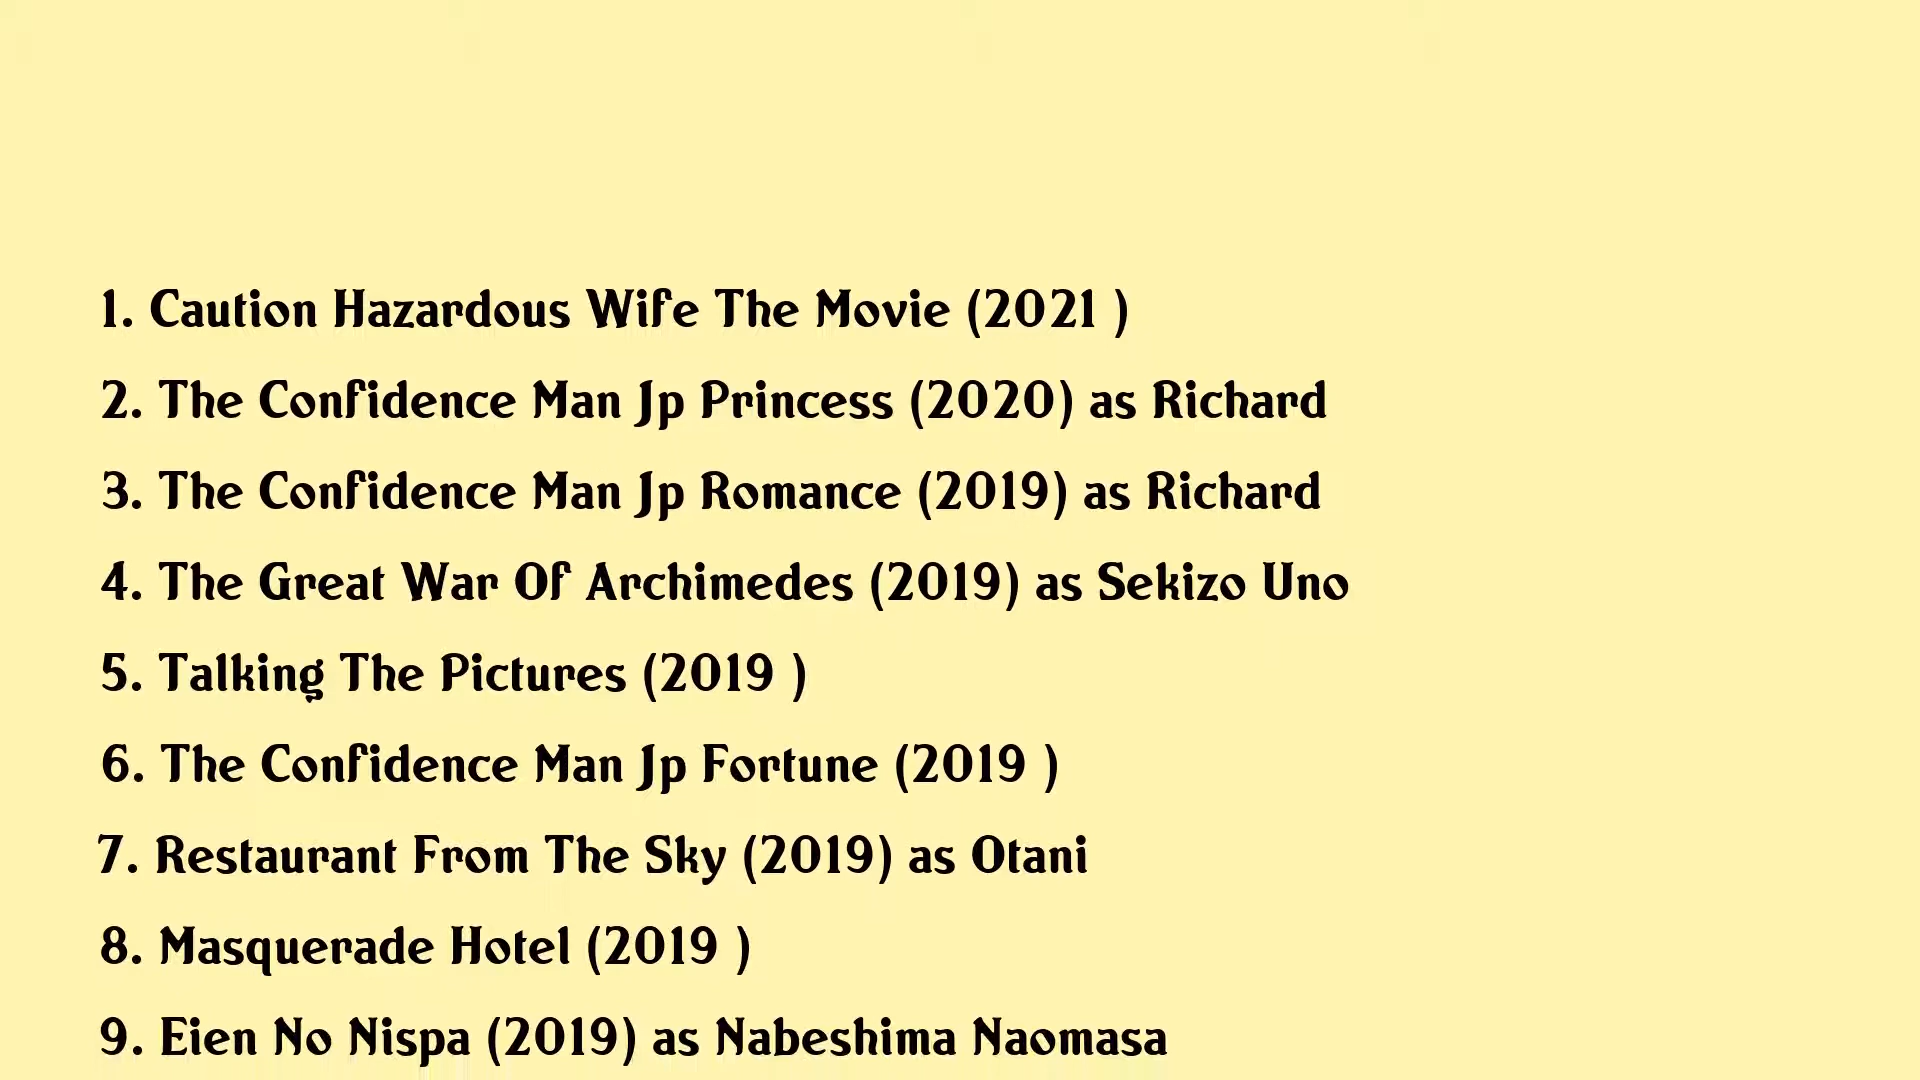 1. Caution Hazardous Wife The Movie (2021 )
2. The Confidence Man Jp Princess (2020) as Richard
3. The Confidence Man Jp Romance (2019) as Richard
4. The Great War Of Archimedes (2019) as Sekizo Uno
5. Talking The Pictures (2019 )
6. The Confidence Man Jp Fortune (2019 )
7. Restaurant From The Sky (2019) as Otani
8. Masquerade Hotel (2019 )
9. Eien No Nispa (2019) as Nabeshima Naomasa